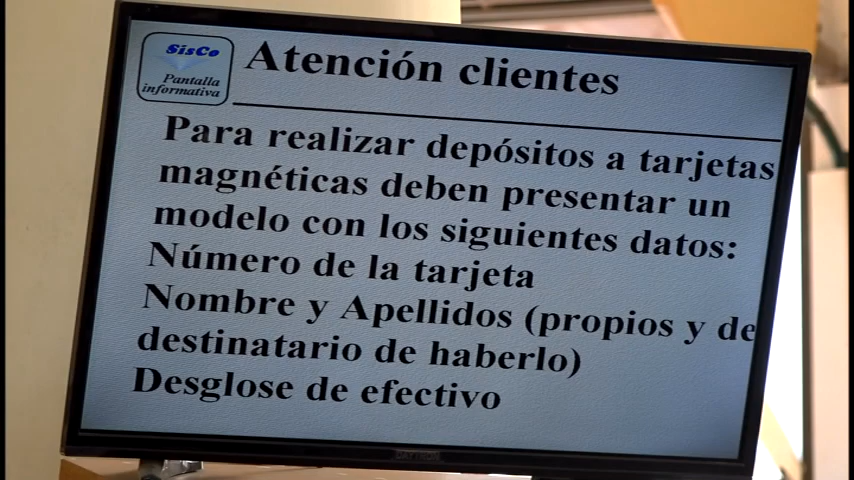 SisCo
Pantalla
informativa
Atención clientes
Para realizar depósitos a tarjetas
magnéticas deben presentar un
modelo con los siguientes datos:
Número de la tarjeta
Nombre y Apellidos (propios y de
destinatario de haberlo)
Desglose de efectivo